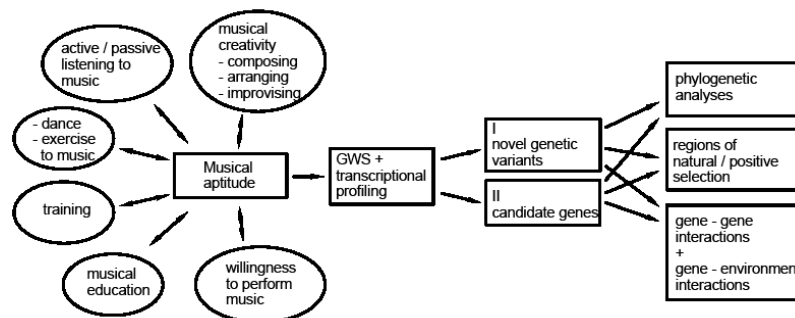 active / passive
listening to
music
musical
creativity
- composing
- arranging
- improvising
- dance
- exercise
to music
training
musical
education
willingness
to perform
music
Musical
aptitude
GWS +
transcriptional
profiling
I
novel genetic
variants
II
candidate genes
phylogenetic
analyses
regions of
natural / positive
selection
gene - gene
interactions
+
gene - environment
interactions